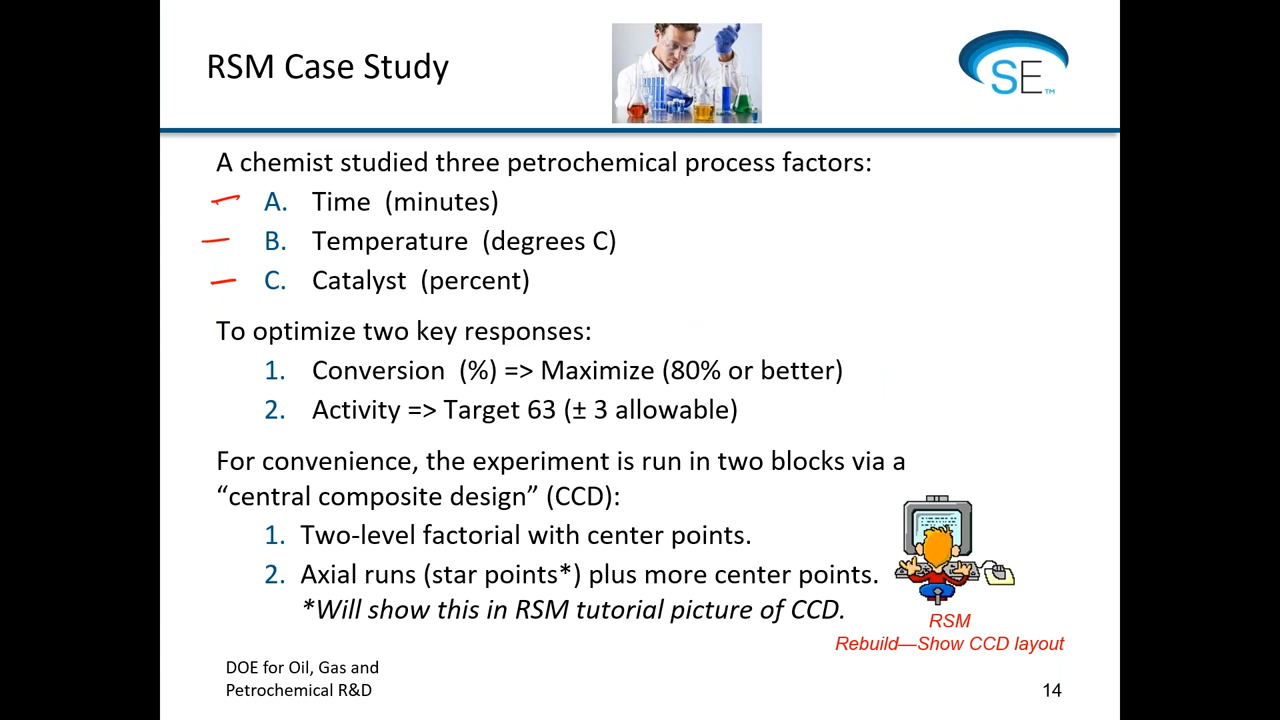 RSM Case Study
SE™
A chemist studied three petrochemical process factors:
A. Time (minutes)
B. Temperature (degrees C)
C. Catalyst (percent)
To optimize two key responses:
1. Conversion (%) => Maximize (80% or better)
2. Activity => Target 63 (± 3 allowable)
For convenience, the experiment is run in two blocks via a
“central composite design” (CCD):
1. Two-level factorial with center points.
2. Axial runs (star points*) plus more center points.
*Will show this in RSM tutorial picture of CCD.
RSM
Rebuild—Show CCD layout
DOE for Oil, Gas and
Petrochemical R&D
14